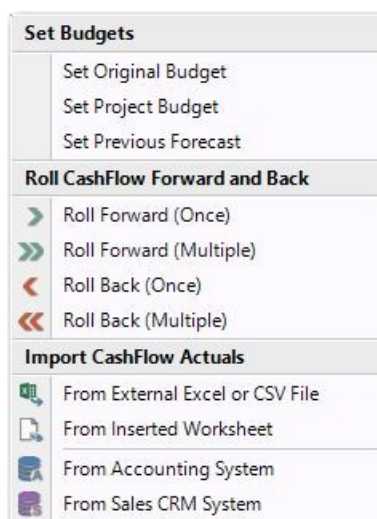 Set Budgets
Set Original Budget
Set Project Budget
Set Previous Forecast
Roll CashFlow Forward and Back
Roll Forward (Once)
Roll Forward (Multiple)
Roll Back (Once)
Roll Back (Multiple)
Import CashFlow Actuals
From External Excel or CSV File
From Inserted Worksheet
From Accounting System
From Sales CRM System